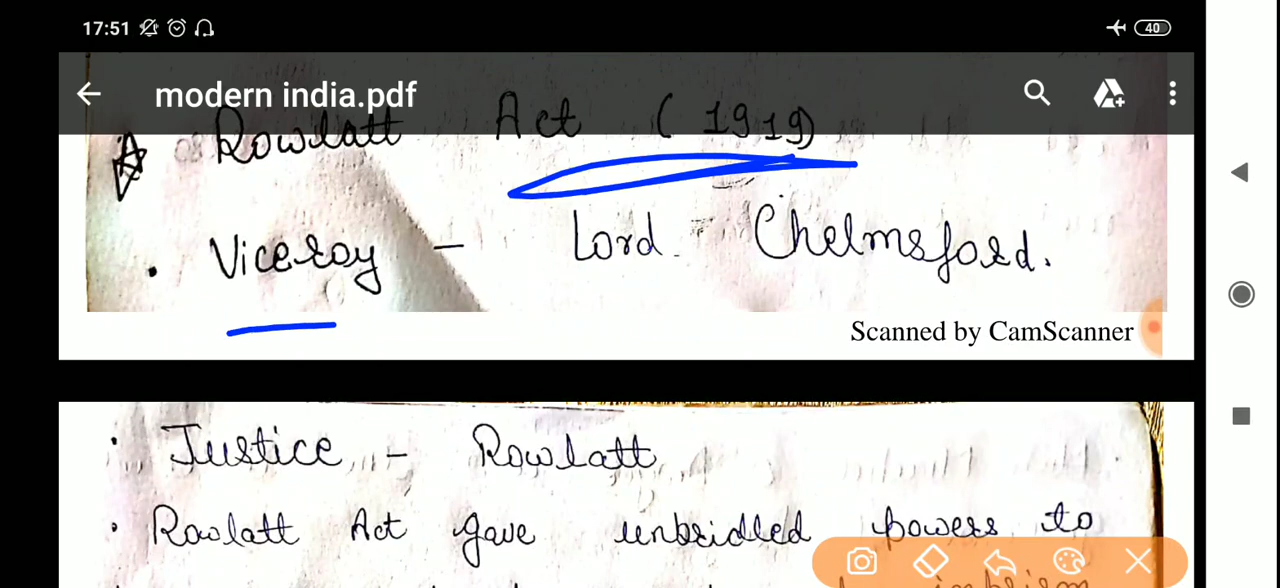 17:51
40
modern india.pdf
Rowlatt Act (1919)
. Viceroy - Lord Chelmsford.
Scanned by CamScanner
. Justice - Rowlatt
. Rowlatt Act gave unbridled powers to